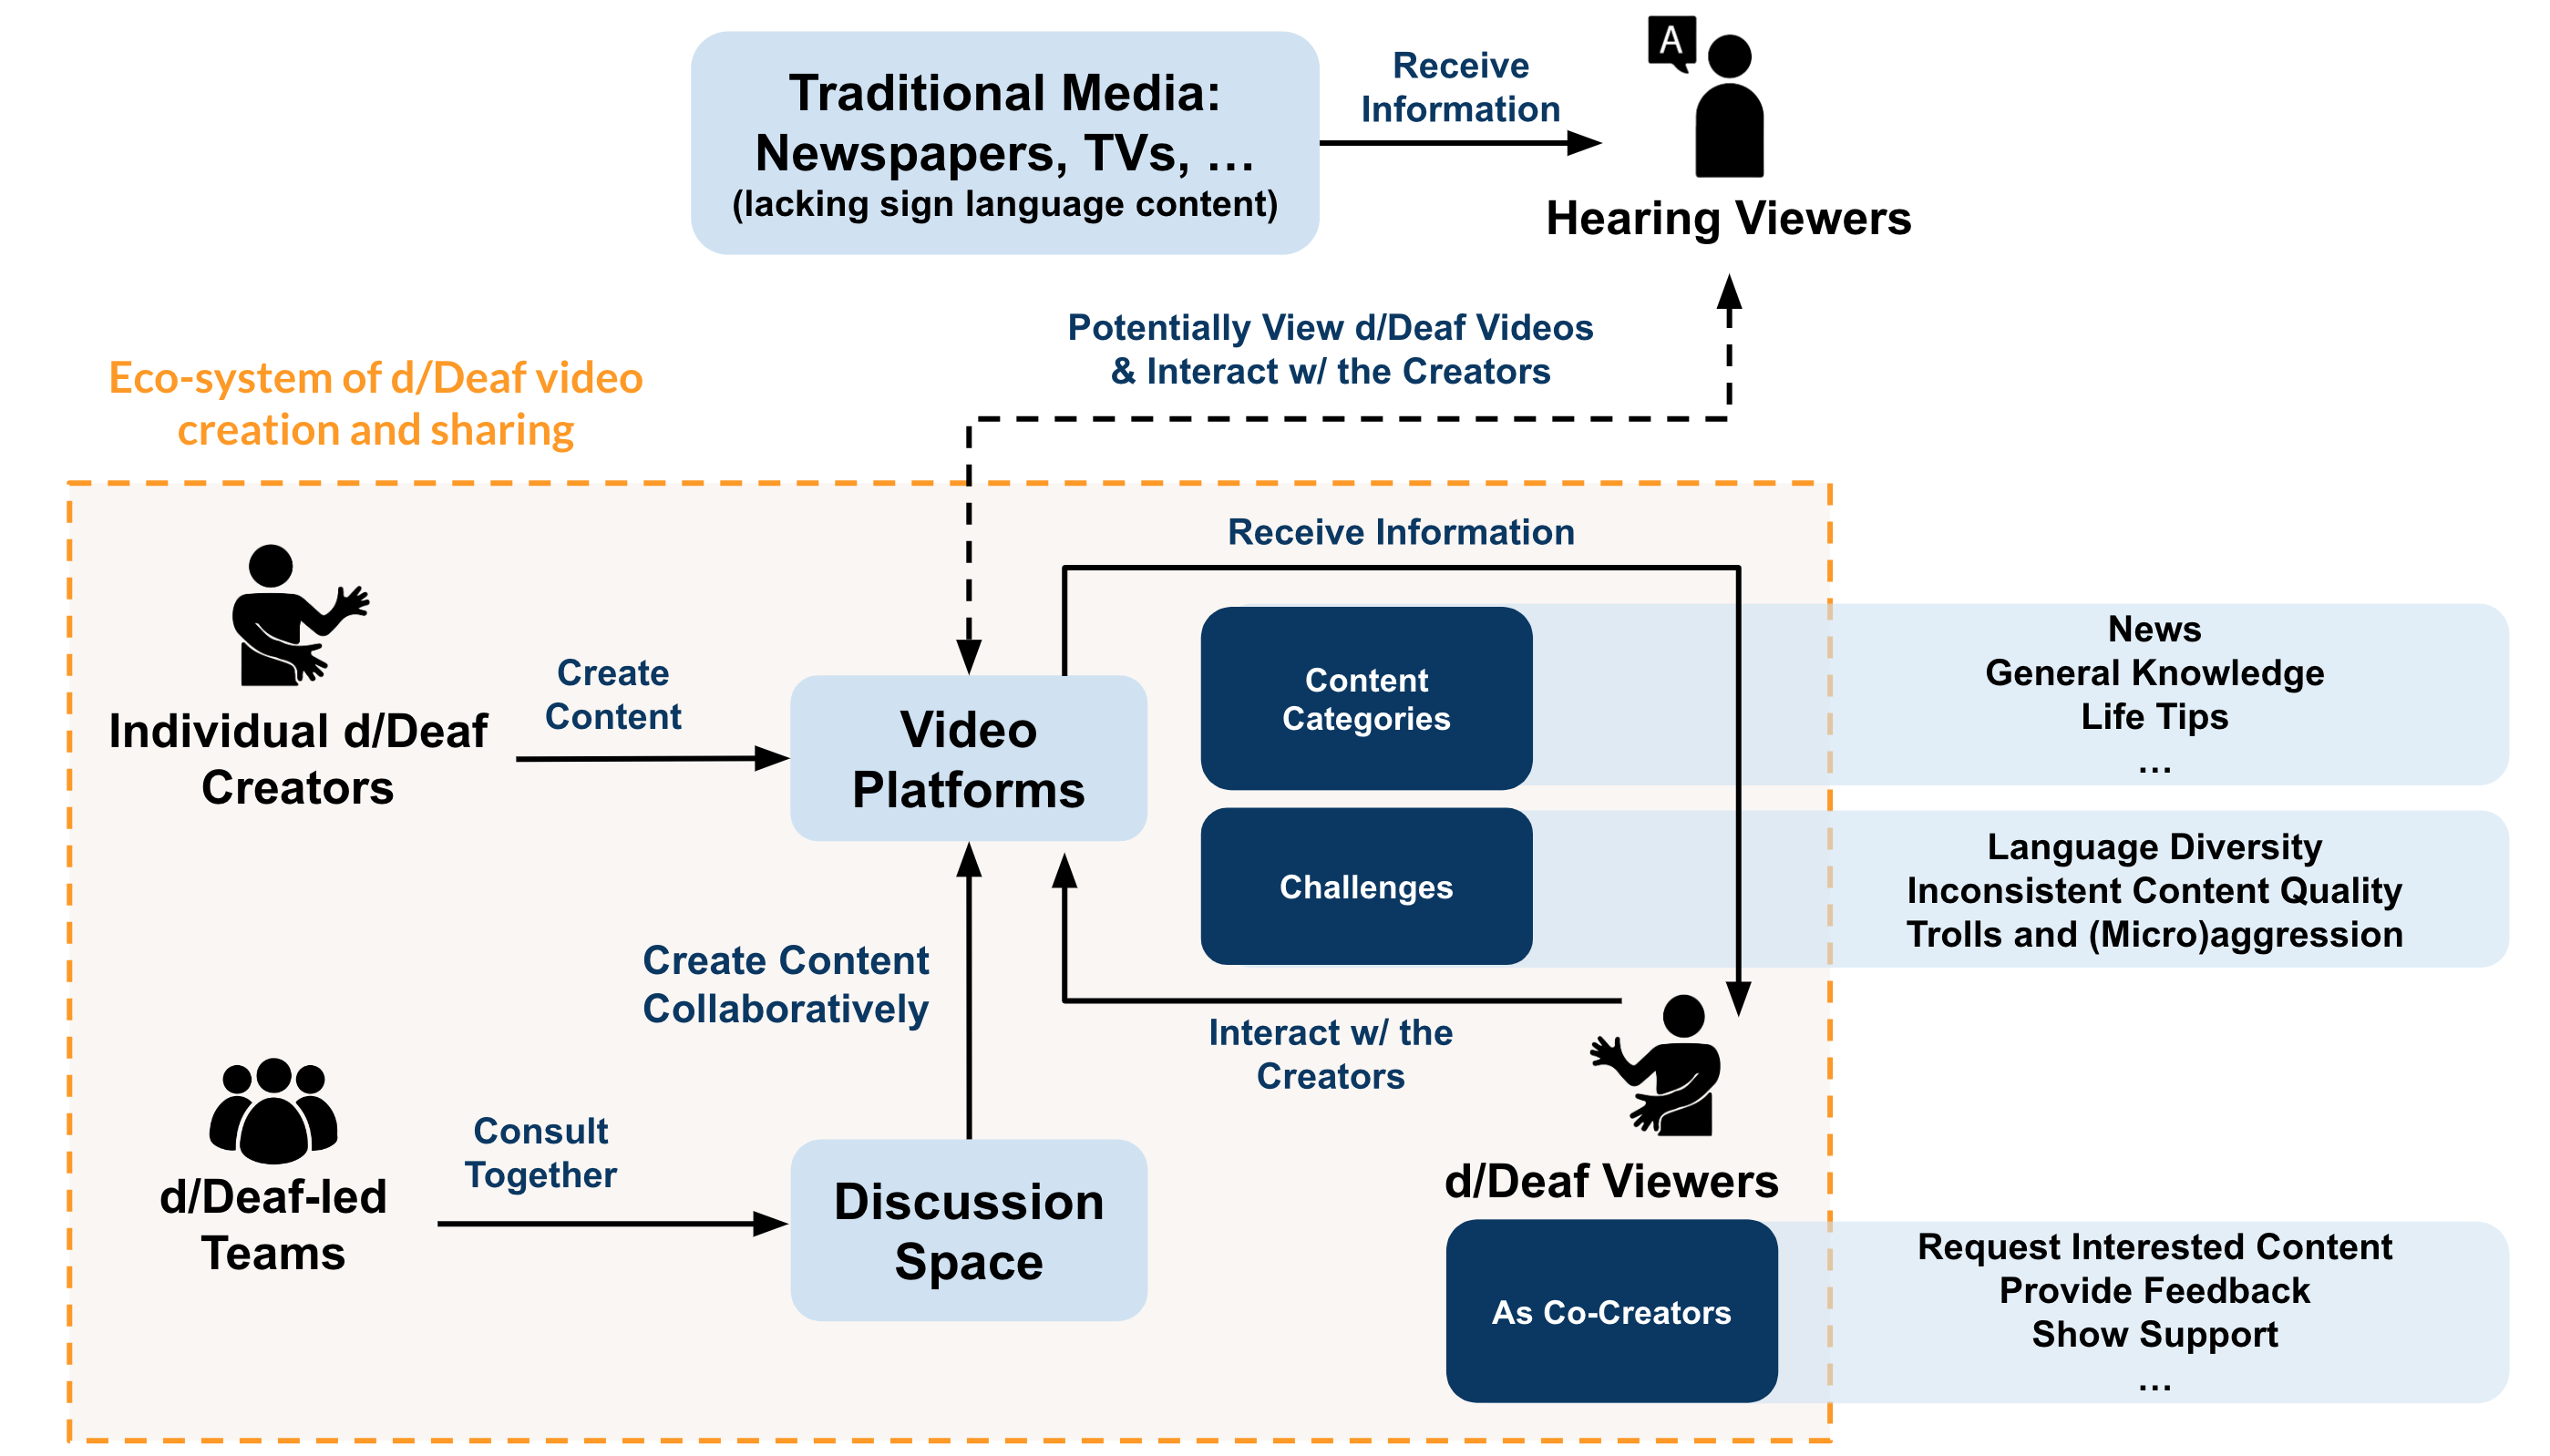 Traditional Media:
Newspapers, TVs, …
(lacking sign language content)
Receive
Information
A
Hearing Viewers
Potentially View d/Deaf Videos
& Interact w/ the Creators
Eco-system of d/Deaf video
creation and sharing
Individual d/Deaf
Creators
Create
Content
Video
Platforms
Receive Information
Content
Categories
News
General Knowledge
Life Tips
…
Challenges
Language Diversity
Inconsistent Content Quality
Trolls and (Micro)aggression
Create Content
Collaboratively
Interact w/ the
Creators
d/Deaf-led
Teams
Consult
Together
Discussion
Space
d/Deaf Viewers
As Co-Creators
Request Interested Content
Provide Feedback
Show Support
…